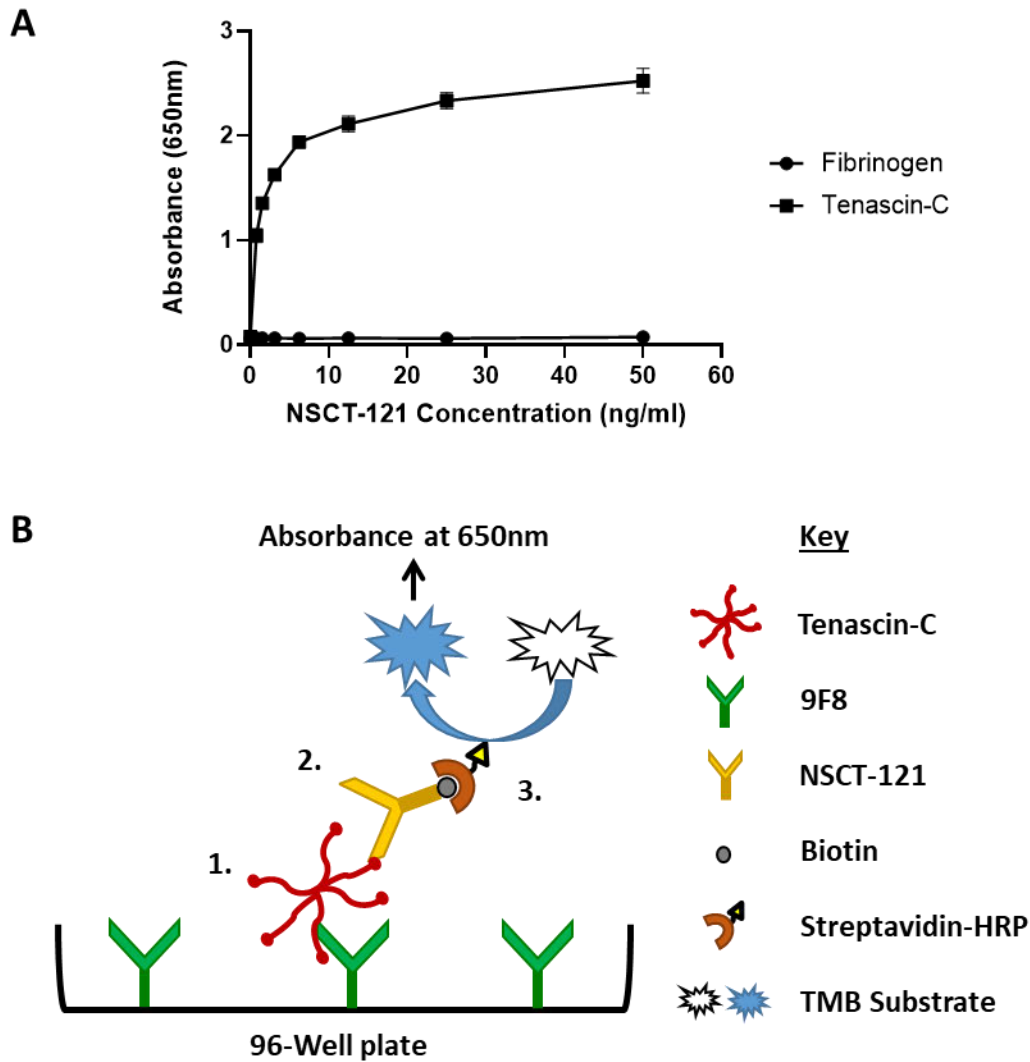 A
Absorbance (650nm)
3
2
1
0
0 10 20 30 40 50 60
NSCT-121 Concentration (ng/ml)
Fibrinogen
Tenascin-C
B
Absorbance at 650nm
1.
2.
3.
96-Well plate
Key
Tenascin-C
9F8
NSCT-121
Biotin
Streptavidin-HRP
TMB Substrate